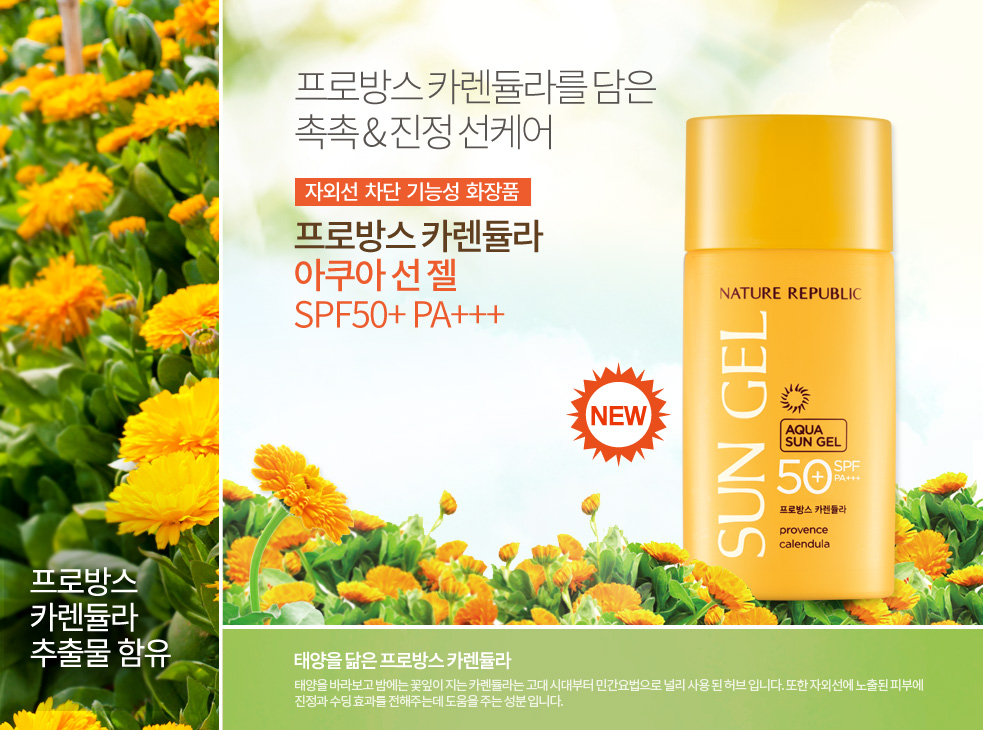 프로방스 카렌듈라를 담은
촉촉 & 진정 선케어
자외선 차단 기능성 화장품
프로방스 카렌듈라
아쿠아 선 젤
SPF50+ PA+++
NEW
NATURE REPUBLIC
SUN GEL
AQUA
SUN GEL
50+ SPF
PA+++
프로방스 카렌듈라
provence
calendula
프로방스
카렌듈라
추출물 함유
태양을 닮은 프로방스 카렌듈라
태양을 바라보고 밤에는 꽃잎이 지는 카렌듈라는 고대 시대부터 민간요법으로 널리 사용 된 허브 입니다. 또한 자외선에 노출된 피부에
진정과 수딩 효과를 전해주는데 도움을 주는 성분 입니다.